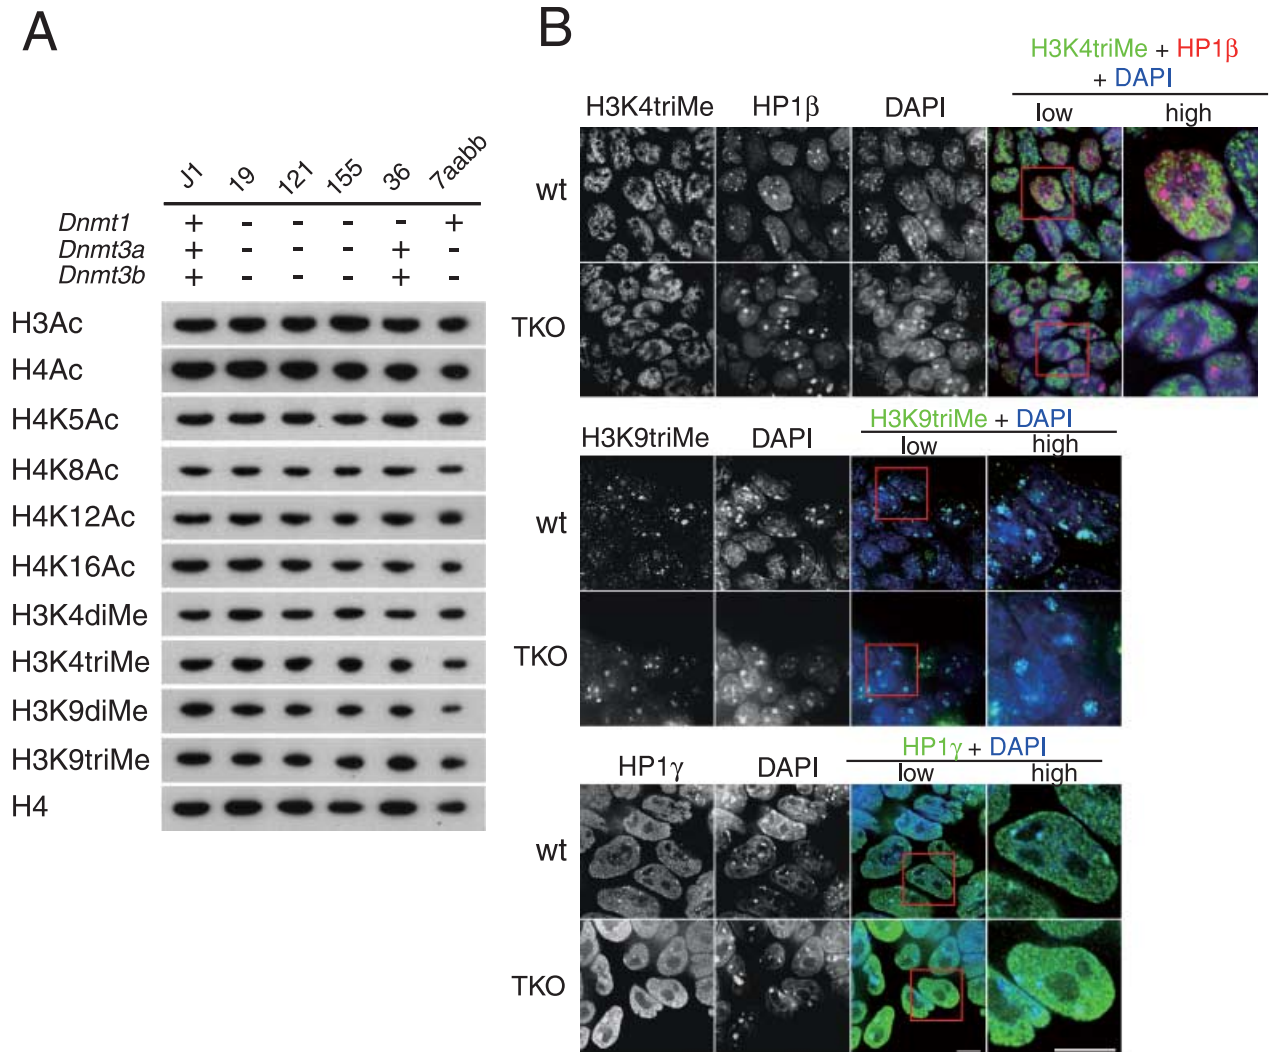 A
J1 19 121 155 36 7aabb
Dnmt1 + - - - - +
Dnmt3a + - - - + -
Dnmt3b + - - - + -
H3Ac
H4Ac
H4K5Ac
H4K8Ac
H4K12Ac
H4K16Ac
H3K4diMe
H3K4triMe
H3K9diMe
H3K9triMe
H4
B
H3K4triMe + HP1β
+ DAPI
H3K4triMe HP1β DAPI low high
wt
TKO
H3K9triMe + DAPI
H3K9triMe DAPI low high
wt
TKO
HP1γ + DAPI
HP1γ DAPI low high
wt
TKO